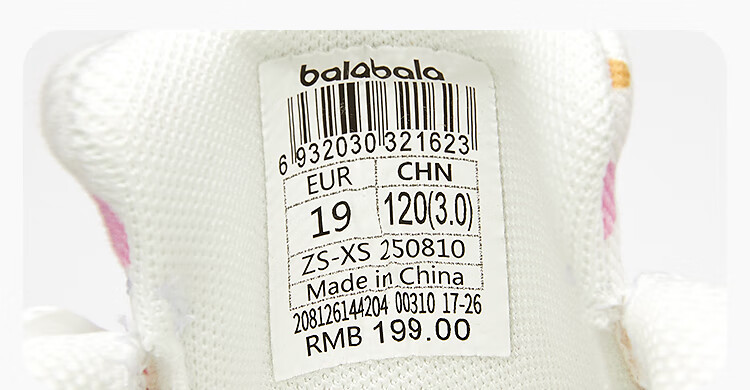 balabala
6 932030 321623
EUR CHN
19 120(3.0)
ZS-XS 250810
Made in China
208126144204 00310 17-26
RMB 199.00